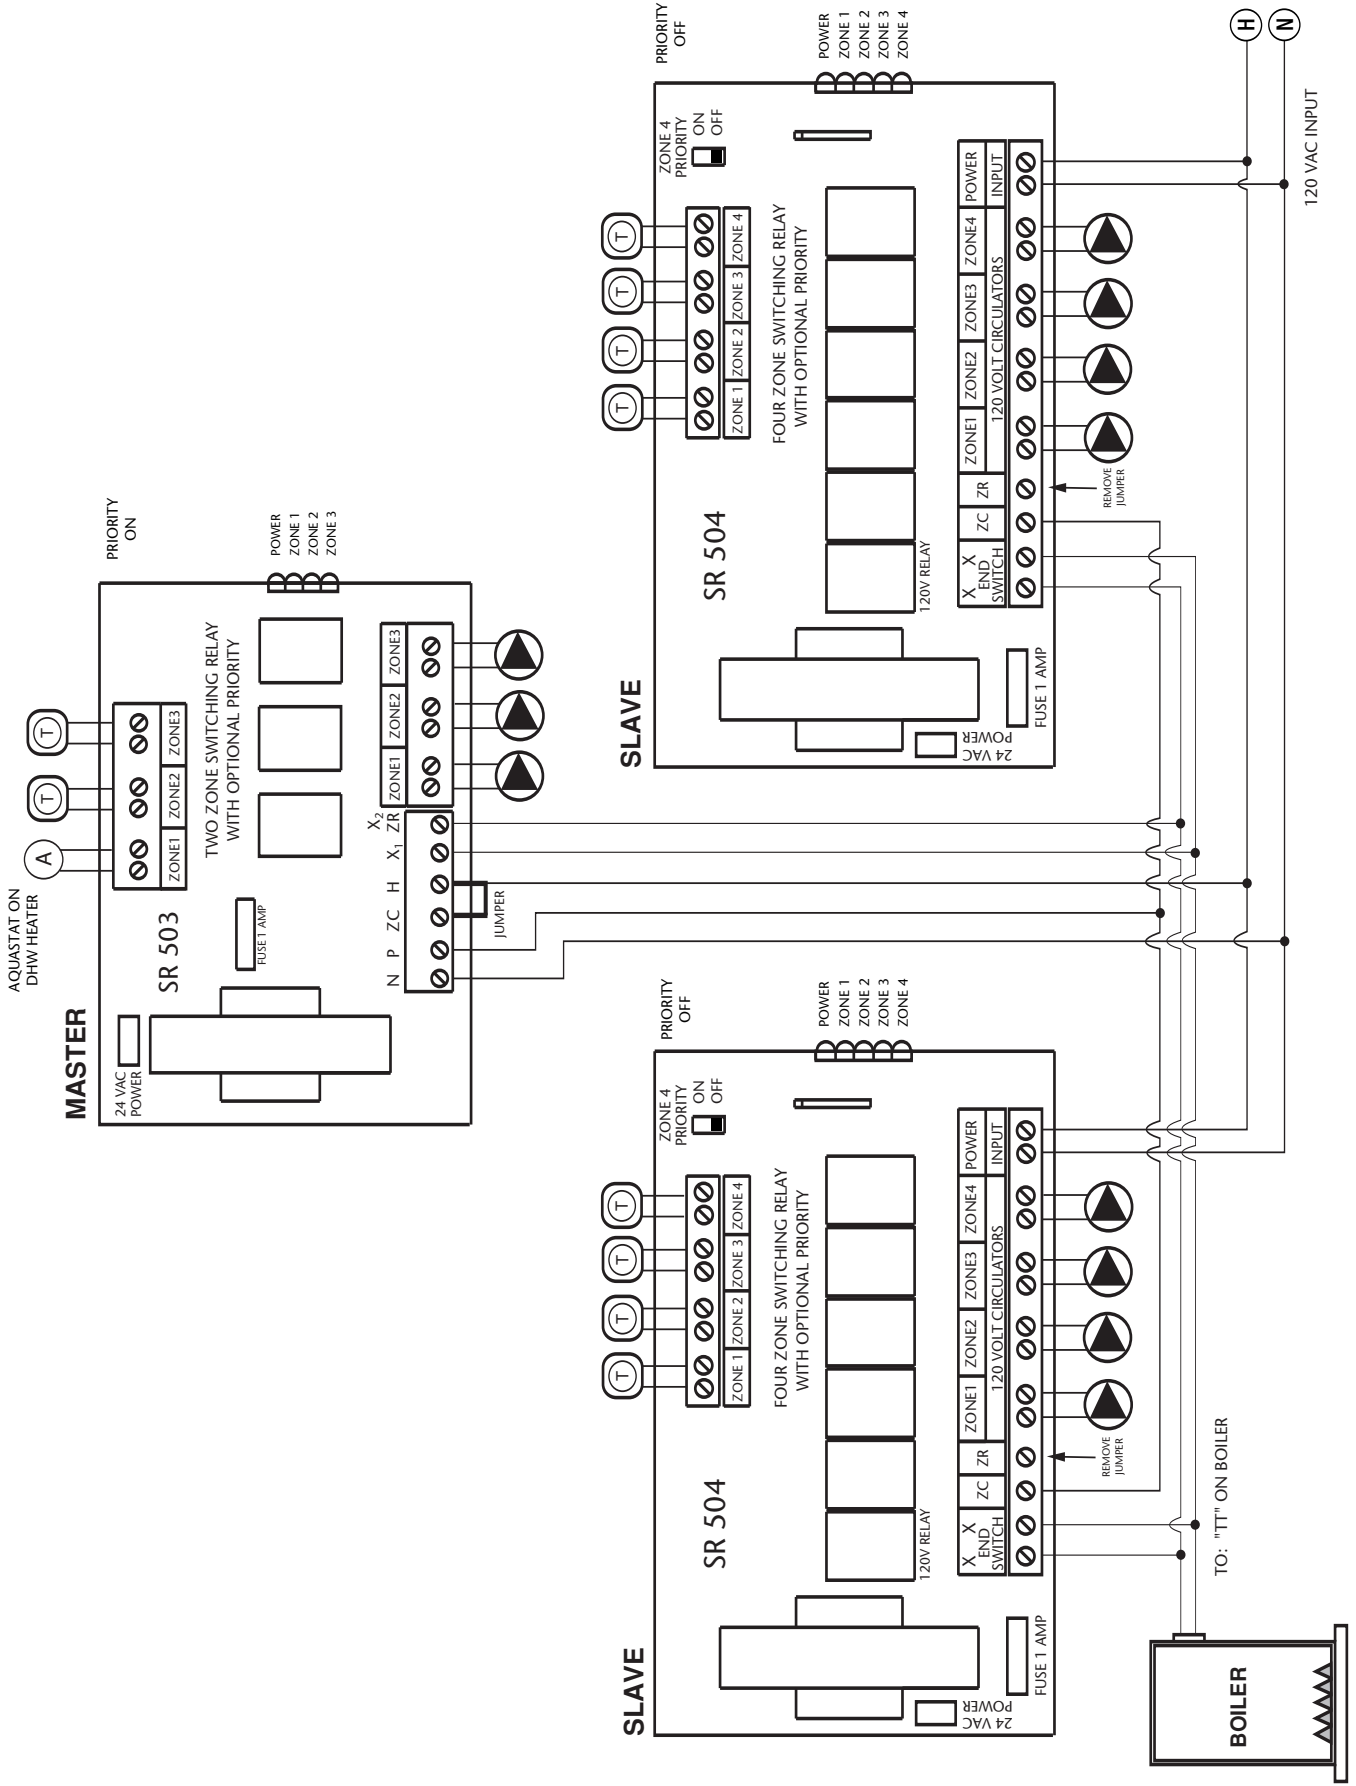 AQUASTAT ON
DHW HEATER
A
T
T
MASTER
24 VAC
POWER
SR 503
ZONE1
ZONE2
ZONE3
PRIORITY
ON
TWO ZONE SWITCHING RELAY
WITH OPTIONAL PRIORITY
FUSE 1 AMP
POWER
ZONE 1
ZONE 2
ZONE 3
N
P
ZC
H
X1
X2
ZR
ZONE1
ZONE2
ZONE3
JUMPER
SLAVE
T
T
T
T
ZONE 1
ZONE 2
ZONE 3
ZONE 4
ZONE 4
PRIORITY
ON
OFF
PRIORITY
OFF
SR 504
FOUR ZONE SWITCHING RELAY
WITH OPTIONAL PRIORITY
POWER
ZONE 1
ZONE 2
ZONE 3
ZONE 4
120V RELAY
24 VAC
POWER
FUSE 1 AMP
X X
END
SWITCH
ZC
ZR
ZONE1
ZONE2
ZONE3
ZONE4
120 VOLT CIRCULATORS
POWER
INPUT
REMOVE
JUMPER
SLAVE
T
T
T
T
ZONE 1
ZONE 2
ZONE 3
ZONE 4
ZONE 4
PRIORITY
ON
OFF
PRIORITY
OFF
SR 504
FOUR ZONE SWITCHING RELAY
WITH OPTIONAL PRIORITY
POWER
ZONE 1
ZONE 2
ZONE 3
ZONE 4
120V RELAY
24 VAC
POWER
FUSE 1 AMP
X X
END
SWITCH
ZC
ZR
ZONE1
ZONE2
ZONE3
ZONE4
120 VOLT CIRCULATORS
POWER
INPUT
REMOVE
JUMPER
BOILER
TO: "TT" ON BOILER
H
N
120 VAC INPUT